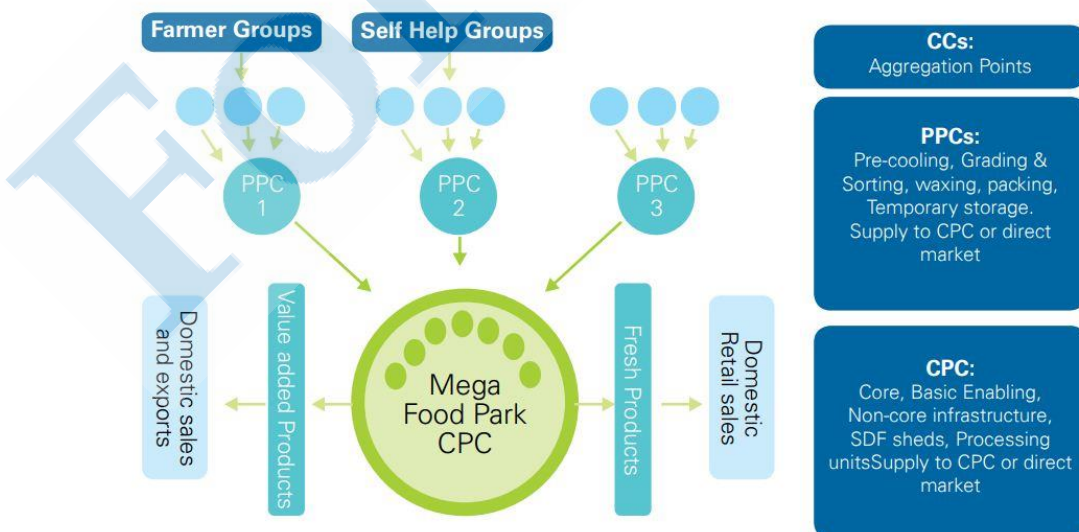 Farmer Groups
Self Help Groups
PPC
1
PPC
2
PPC
3
Domestic sales
and exports
Value added Products
Mega
Food Park
CPC
Fresh Products
Domestic
Retail sales
CCs:
Aggregation Points
PPCs:
Pre-cooling, Grading &
Sorting, waxing, packing,
Temporary storage.
Supply to CPC or direct
market
CPC:
Core, Basic Enabling,
Non-core infrastructure,
SDF sheds, Processing
unitsSupply to CPC or direct
market